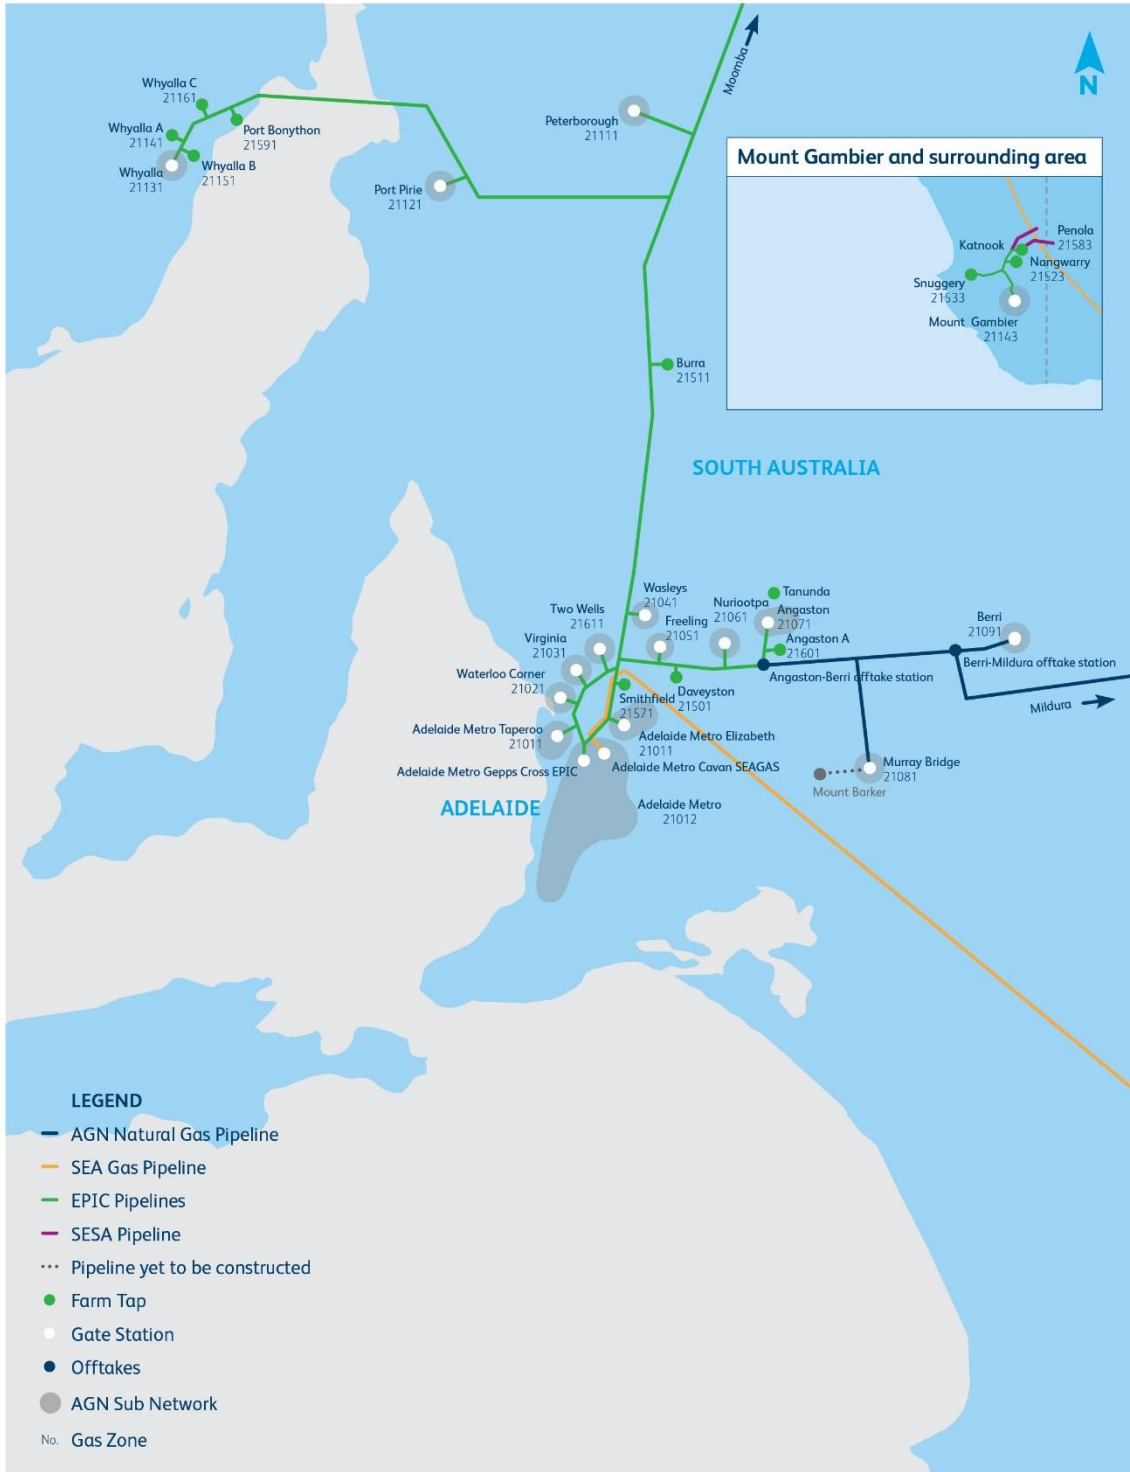 Moomba
N
Whyalla C
21161
Whyalla A
21141
Port Bonython
21591
Whyalla B
21151
Whyalla
21131
Port Pirie
21121
Peterborough
21111
Mount Gambier and surrounding area
Katnook
Penola
21583
Nangwarry
21523
Snuggery
21533
Mount Gambier
21143
Burra
21511
SOUTH AUSTRALIA
Wasleys
21041
Two Wells
21611
Virginia
21031
Waterloo Corner
21021
Adelaide Metro Taperoo
21011
Adelaide Metro Gepps Cross EPIC
Freeling
21051
Nuriootpa
21061
Tanunda
Angaston
21071
Angaston A
21601
Angaston-Berri offtake station
Daveyston
21501
Smithfield
21571
Adelaide Metro Elizabeth
21011
Adelaide Metro Cavan SEAGAS
Berri
21091
Berri-Mildura offtake station
Mildura
Murray Bridge
21081
Mount Barker
ADELAIDE
Adelaide Metro
21012
LEGEND
AGN Natural Gas Pipeline
SEA Gas Pipeline
EPIC Pipelines
SESA Pipeline
Pipeline yet to be constructed
Farm Tap
Gate Station
Offtakes
AGN Sub Network
No. Gas Zone